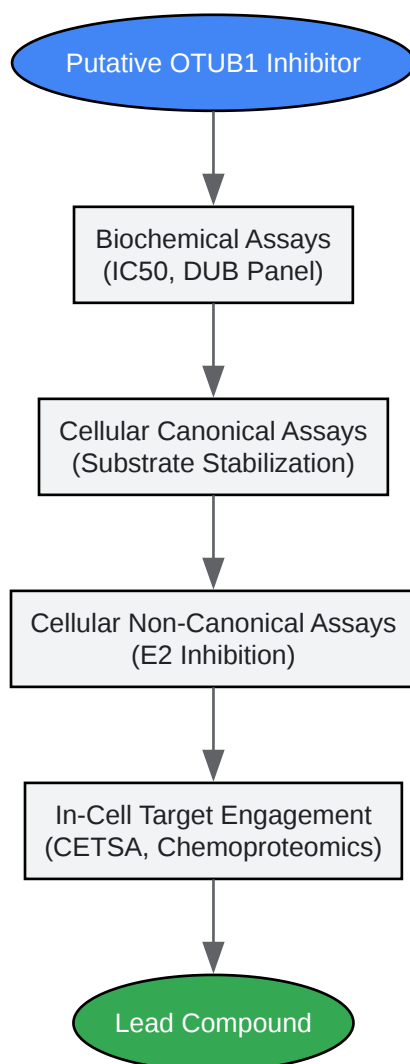 Putative OTUB1 Inhibitor
Biochemical Assays
(IC50, DUB Panel)
Cellular Canonical Assays
(Substrate Stabilization)
Cellular Non-Canonical Assays
(E2 Inhibition)
In-Cell Target Engagement
(CETSA, Chemoproteomics)
Lead Compound